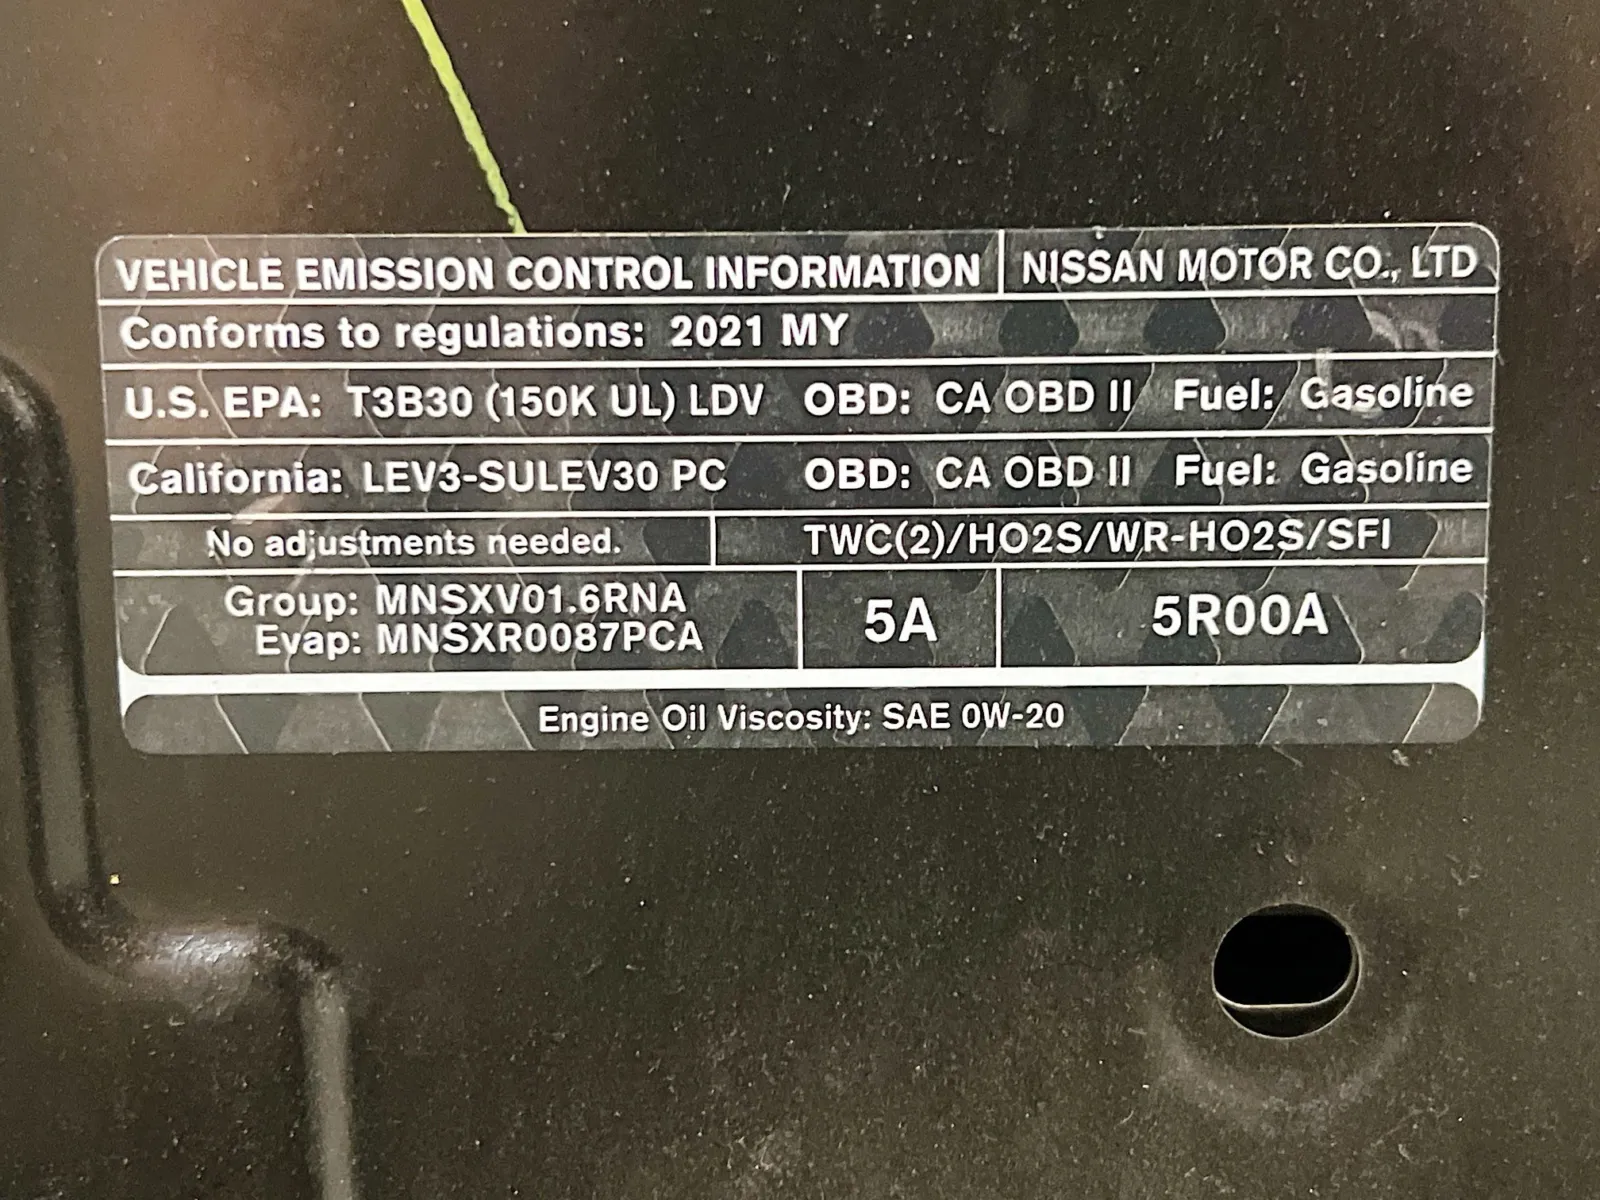 VEHICLE EMISSION CONTROL INFORMATION NISSAN MOTOR CO., LTD
Conforms to regulations: 2021 MY
U.S. EPA: T3B30 (150K UL) LDV OBD: CA OBD II Fuel: Gasoline
California: LEV3-SULEV30 PC OBD: CA OBD II Fuel: Gasoline
No adjustments needed. TWC(2)/HO2S/WR-HO2S/SFI
Group: MNSXV01.6RNA
Evap: MNSXR0087PCA
5A
5R00A
Engine Oil Viscosity: SAE 0W-20